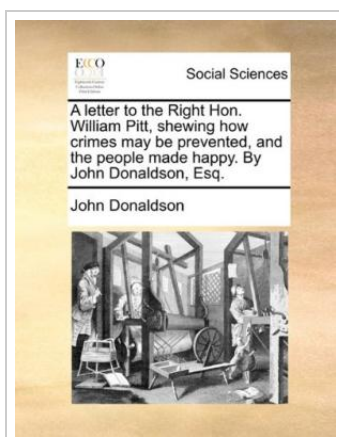 ECCO
Social Sciences
A letter to the Right Hon.
William Pitt, shewing how
crimes may be prevented, and
the people made happy. By
John Donaldson, Esq.
John Donaldson